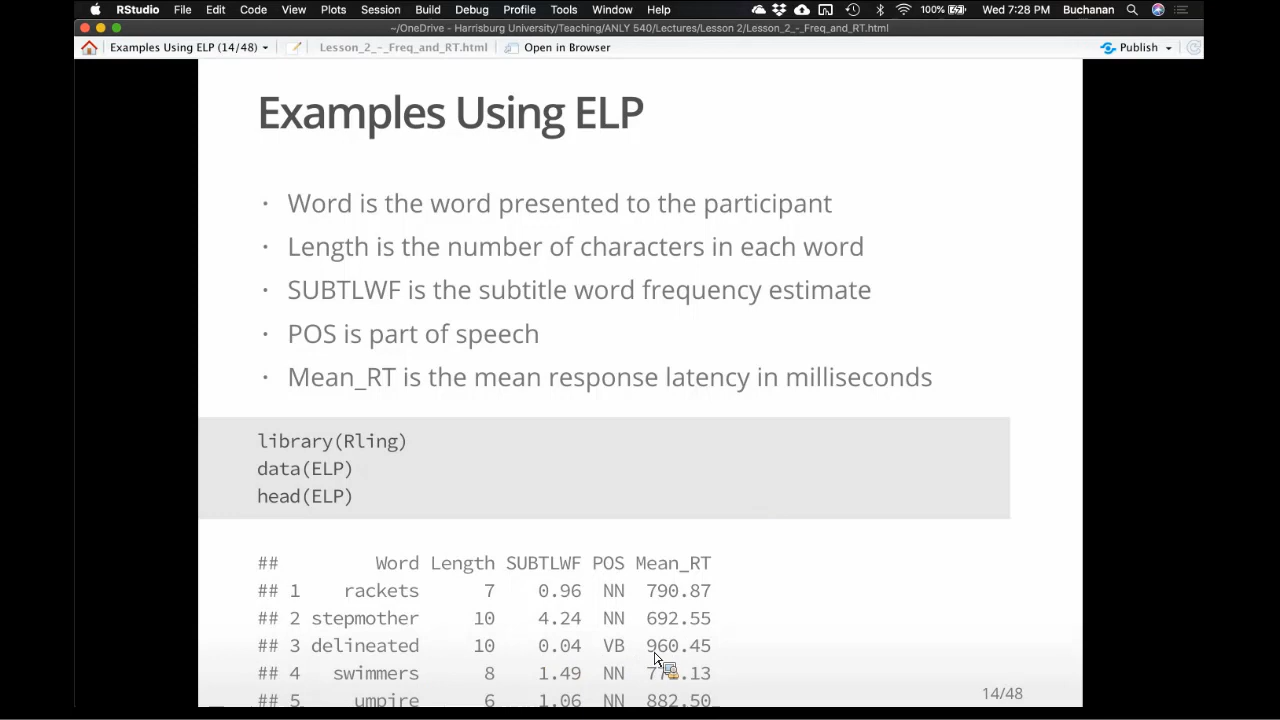 RStudio File Edit Code View Plots Session Build Debug Profile Tools Window Help 100% Wed 7:28 PM Buchanan
~/OneDrive - Harrisburg University/Teaching/ANLY 540/Lectures/Lesson 2/Lesson_2_-_Freq_and_RT.html
Examples Using ELP (14/48) Lesson_2_-_Freq_and_RT.html Open in Browser Publish
Examples Using ELP
· Word is the word presented to the participant
· Length is the number of characters in each word
· SUBTLWF is the subtitle word frequency estimate
· POS is part of speech
· Mean_RT is the mean response latency in milliseconds
library(Rling)
data(ELP)
head(ELP)
## Word Length SUBTLWF POS Mean_RT
## 1 rackets 7 0.96 NN 790.87
## 2 stepmother 10 4.24 NN 692.55
## 3 delineated 10 0.04 VB 960.45
## 4 swimmers 8 1.49 NN
## 5 umpire 6 1.06 NN 882.50
14/48